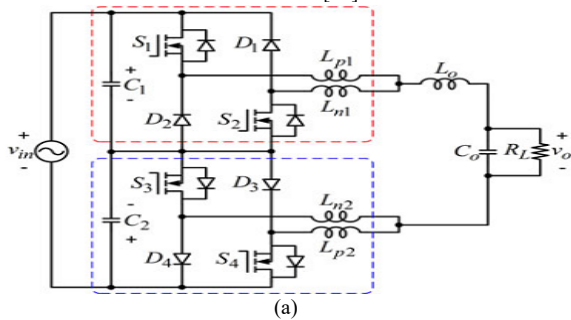 S1
D1
Lp1
Lo
+
C1
-
Ln1
D2
S2
+
vin
-
Co
RL
+
vo
-
S3
D3
-
C2
+
Ln2
Lp2
D4
S4
(a)